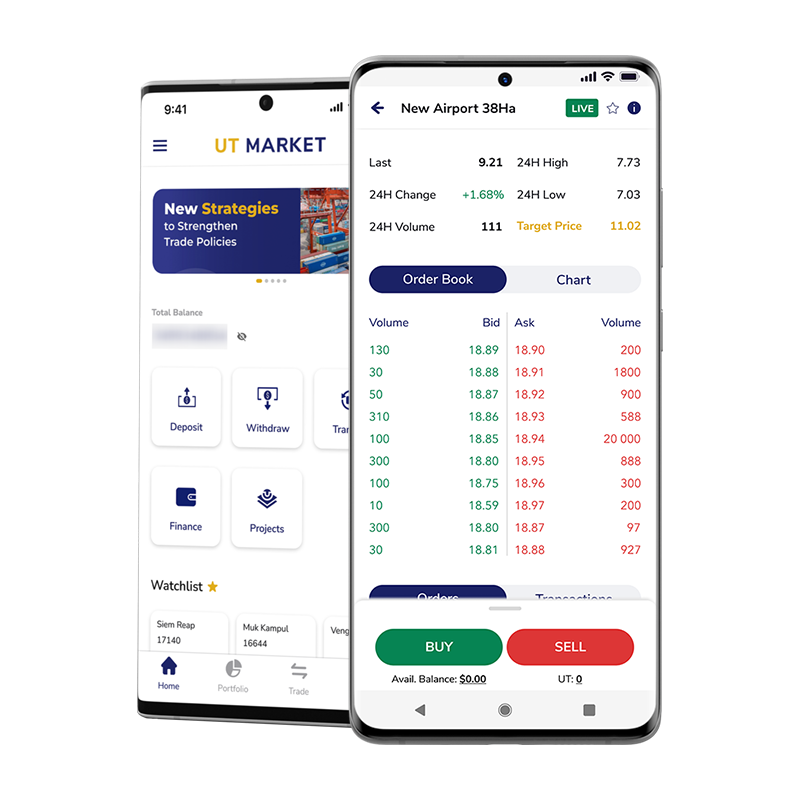 9:41
UT MARKET
New Strategies
to Strengthen
Trade Policies
Total Balance
Deposit
Withdraw
Finance
Projects
Watchlist
Siem Reap
17140
Muk Kampul
16644
Home
Portfolio
Trade
New Airport 38Ha
LIVE
Last 9.21 24H High 7.73
24H Change +1.68% 24H Low 7.03
24H Volume 111 Target Price 11.02
Order Book Chart
Volume Bid Ask Volume
130 18.89 18.90 200
30 18.88 18.91 1800
50 18.87 18.92 900
310 18.86 18.93 588
100 18.85 18.94 20 000
300 18.80 18.95 888
100 18.75 18.96 300
10 18.59 18.97 200
300 18.80 18.87 97
30 18.81 18.88 927
Orders Transactions
BUY SELL
Avail. Balance: $0.00 UT: 0